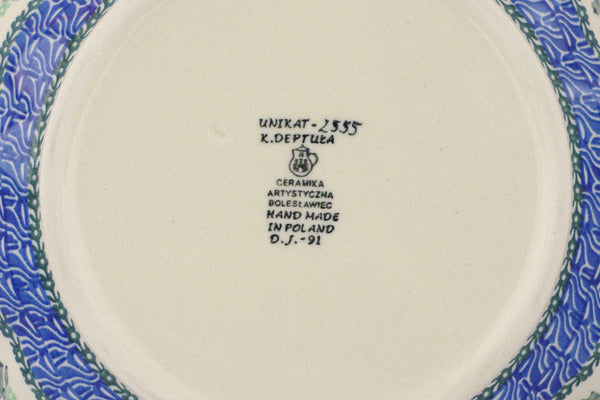 UNIKAT-2555
K.DEPTUŁA
CERAMIKA
ARTYSTYCZNA
BOLESŁAWIEC
HAND MADE
IN POLAND
D.J.-91